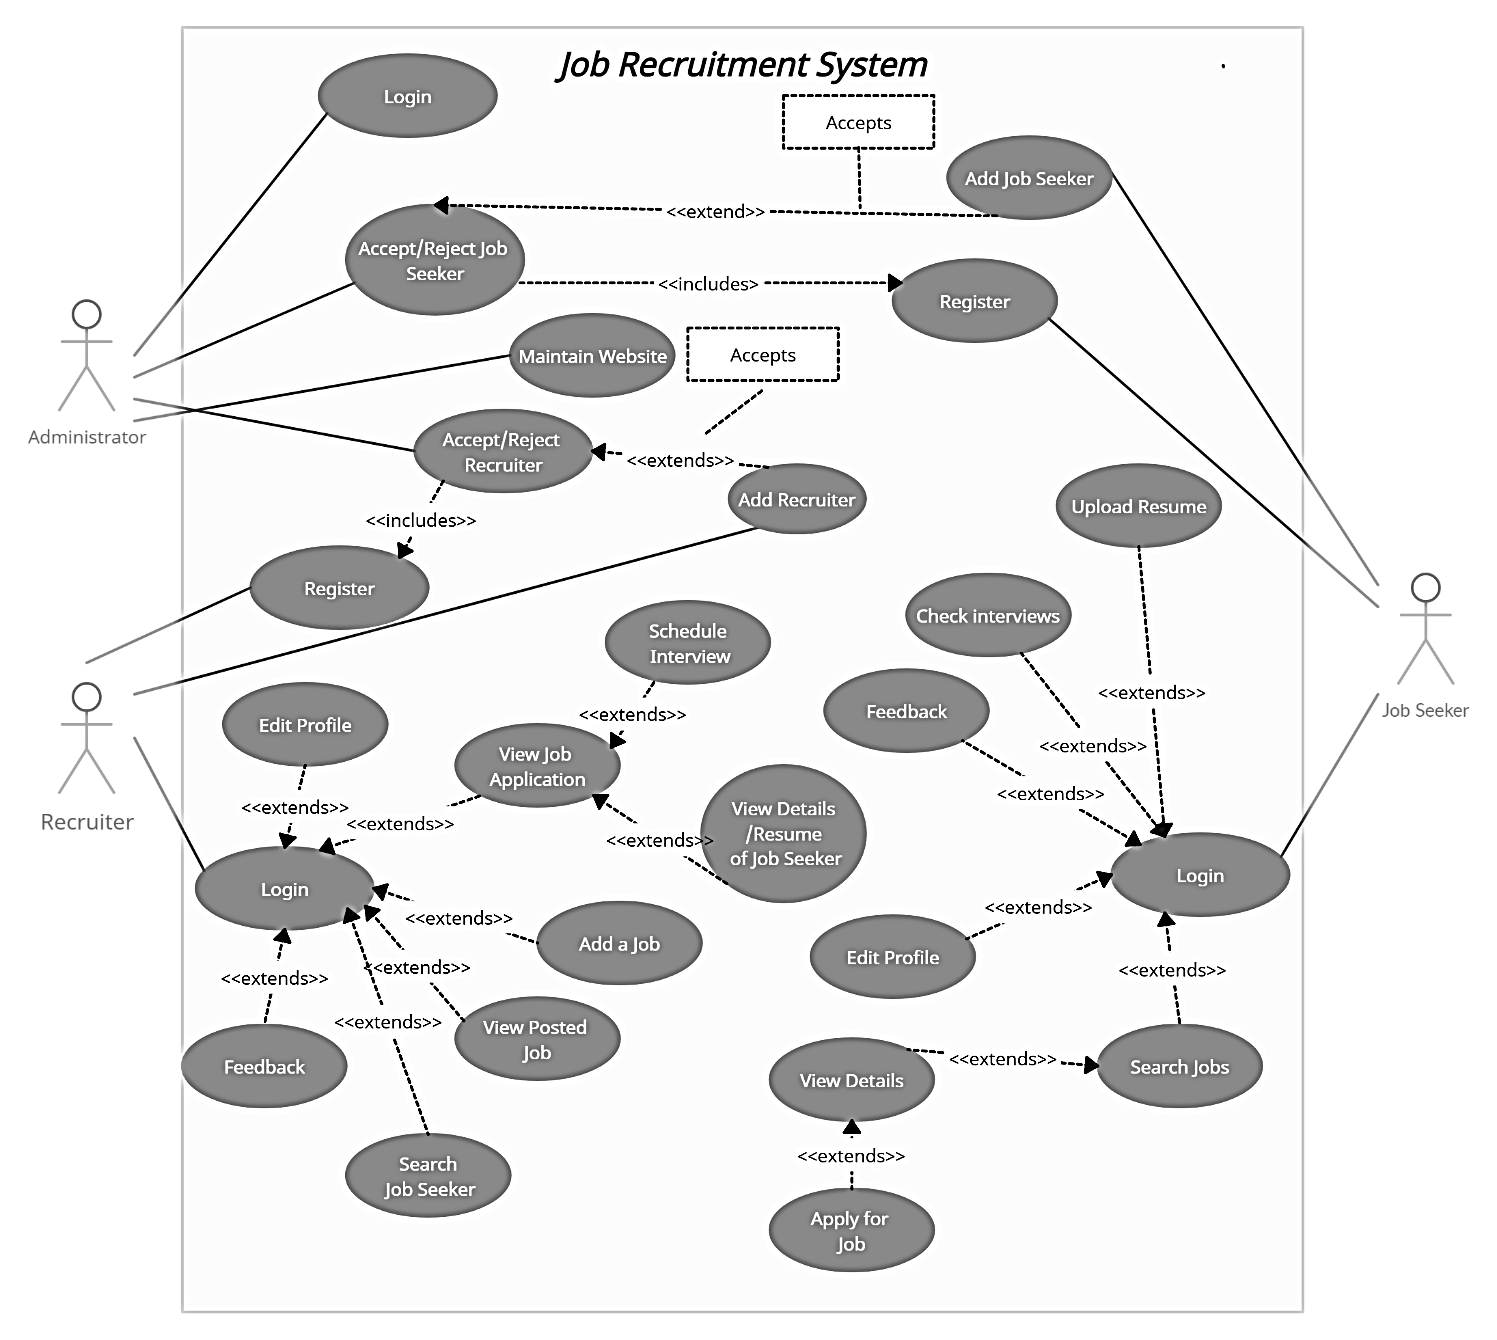 Job Recruitment System
Login
Accepts
Add Job Seeker
<<extend>>
Accept/Reject Job
Seeker
<<includes>
Register
Maintain Website
Accepts
Administrator
Accept/Reject
Recruiter
<<extends>>
Add Recruiter
Upload Resume
<<includes>>
Register
Schedule
Interview
Check interviews
<<extends>>
Job Seeker
Feedback
<<extends>>
Edit Profile
<<extends>>
View Job
Application
<<extends>>
Recruiter
<<extends>>
<<extends>>
<<extends>>
View Details
/Resume
of Job Seeker
<<extends>>
Login
Login
<<extends>>
Add a Job
<<extends>>
Edit Profile
<<extends>>
<<extends>>
<<extends>>
<<extends>>
View Posted
Job
Feedback
View Details
<<extends>>
Search Jobs
Search
Job Seeker
<<extends>>
Apply for
Job